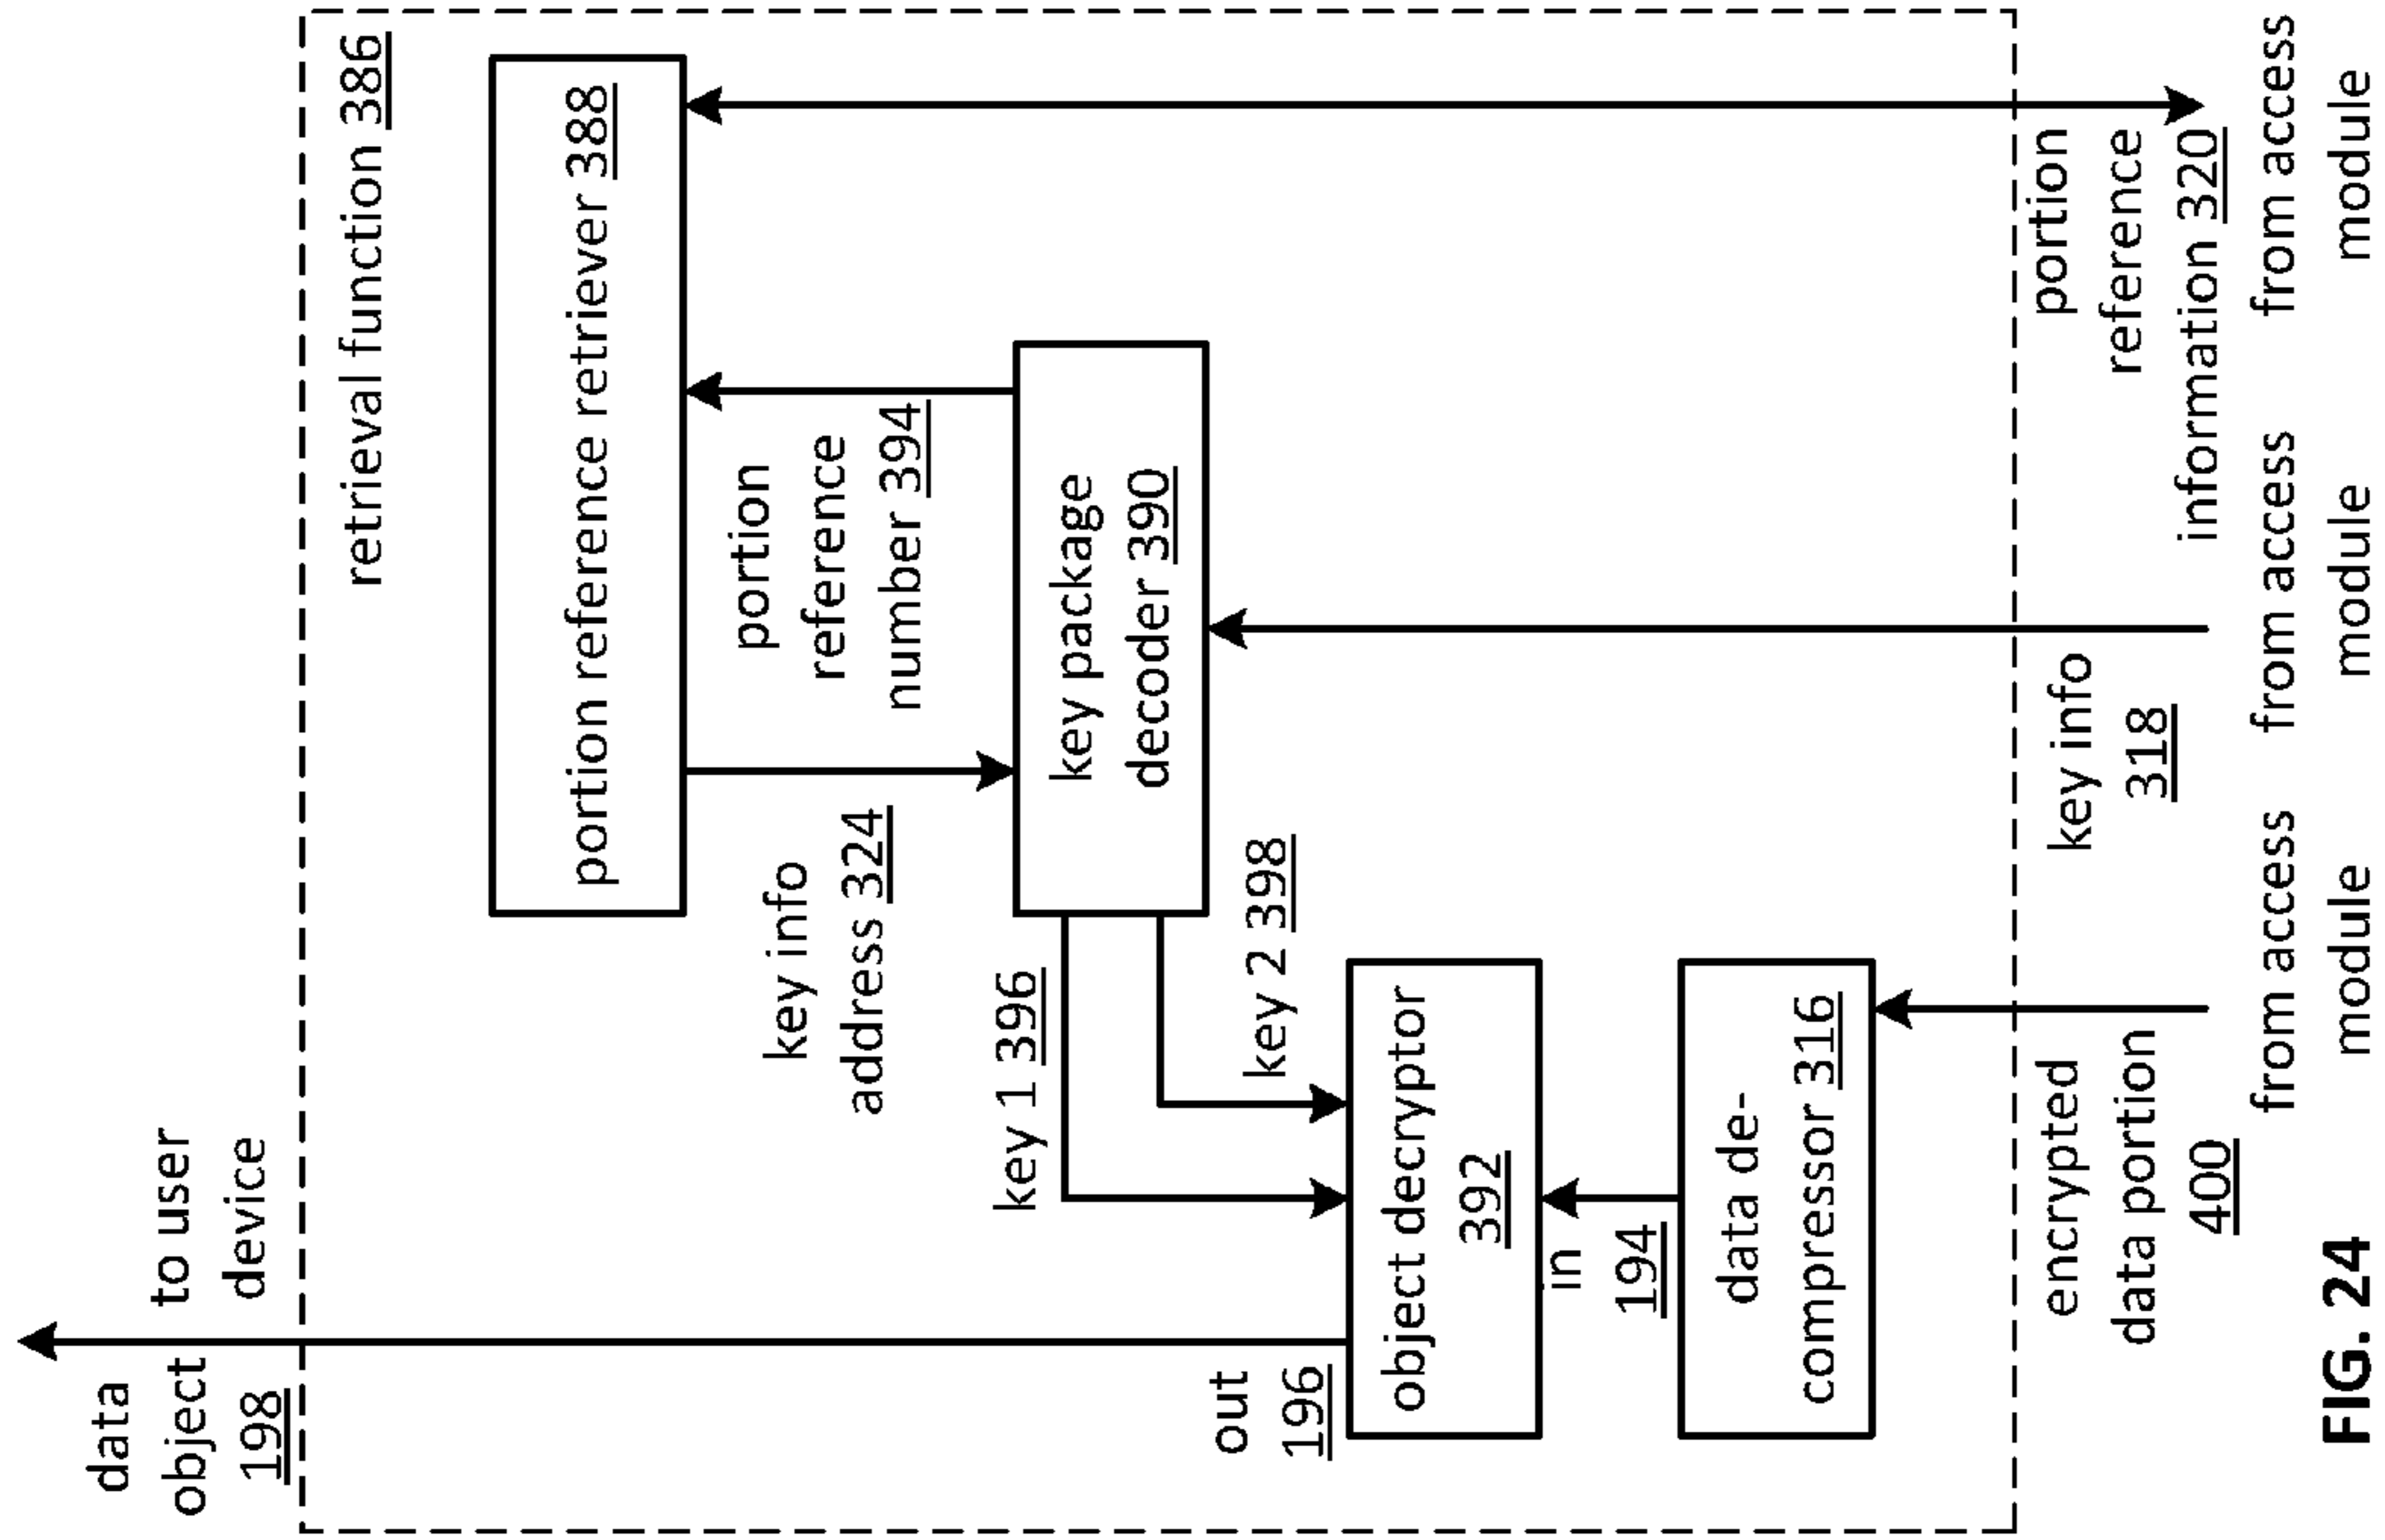 data
object
198
to user
device
retrieval function 386
portion reference retriever 388
key info
address 324
portion
reference
number 394
key package
decoder 390
key 1 396
key 2 398
out
196
object decryptor
392
in
194
data de-
compressor 316
encrypted
data portion
400
key info
318
portion
reference
information 320
from access
module
from access
module
from access
module
FIG. 24